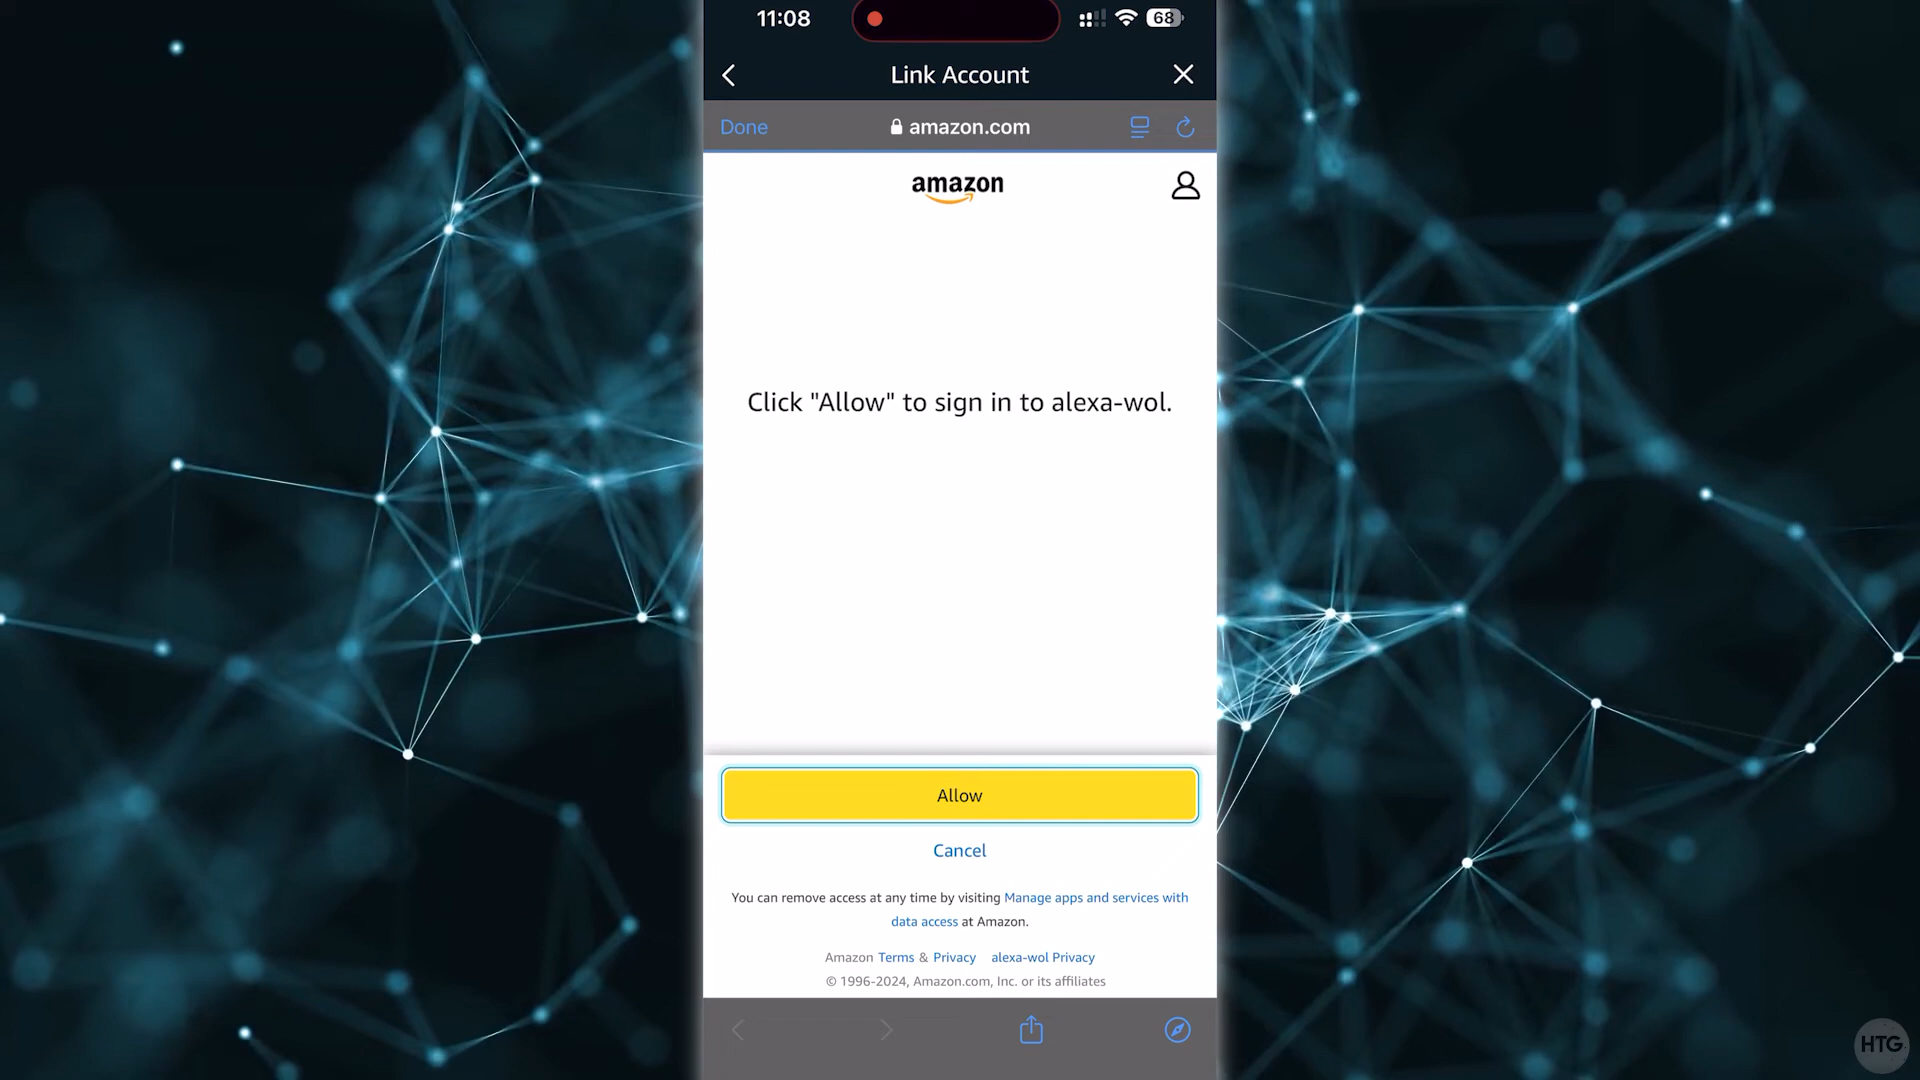 11:08
68
Link Account
Done
amazon.com
amazon
Click "Allow" to sign in to alexa-wol.
Allow
Cancel
You can remove access at any time by visiting Manage apps and services with
data access at Amazon.
Amazon Terms & Privacy alexa-wol Privacy
© 1996-2024, Amazon.com, Inc. or its affiliates
HTG